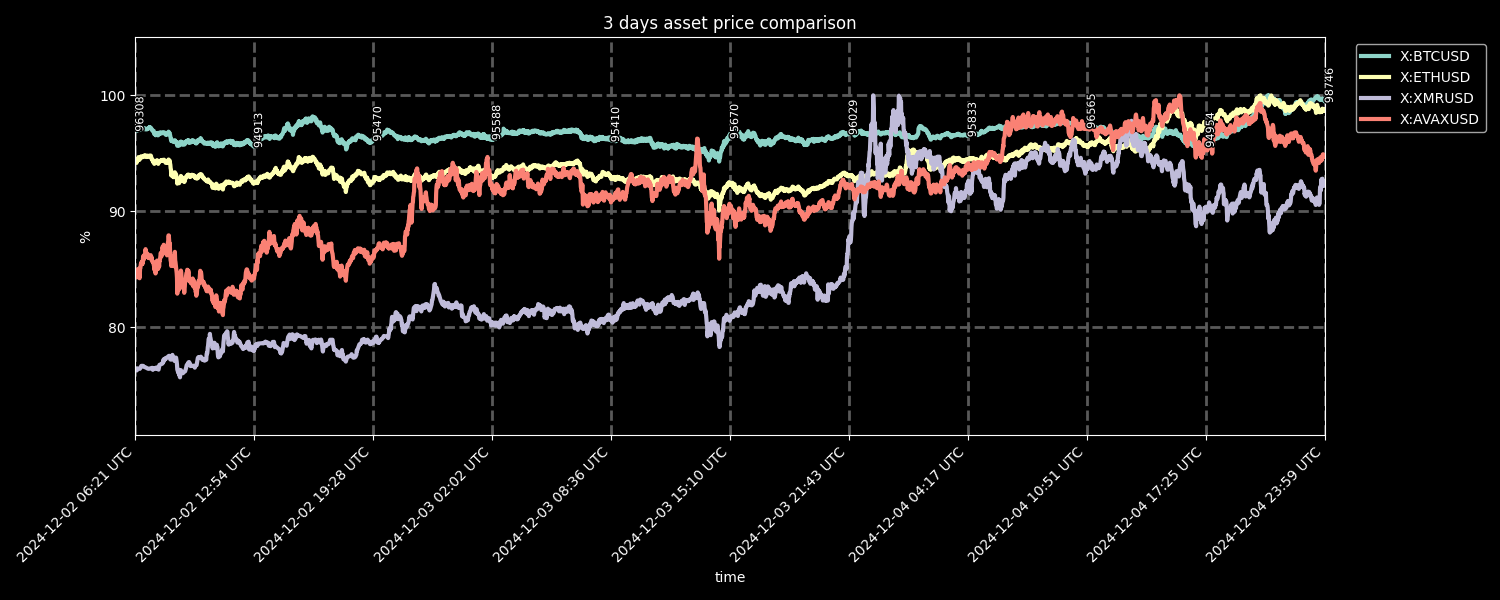 3 days asset price comparison
X:BTCUSD
X:ETHUSD
X:XMRUSD
X:AVAXUSD
100
90
80
%
96308
94913
95470
95588
95410
95670
96029
95833
96565
94954
98746
2024-12-02 06:21 UTC
2024-12-02 12:54 UTC
2024-12-02 19:28 UTC
2024-12-03 02:02 UTC
2024-12-03 08:36 UTC
2024-12-03 15:10 UTC
2024-12-03 21:43 UTC
2024-12-04 04:17 UTC
2024-12-04 10:51 UTC
2024-12-04 17:25 UTC
2024-12-04 23:59 UTC
time